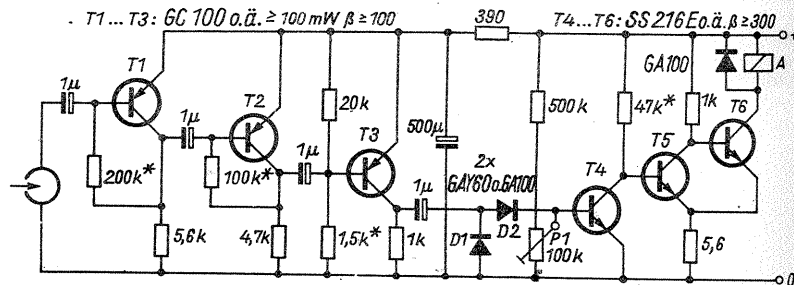 T1...T3: GC 100 o.ä. ≥ 100 mW β ≥ 100
390
T4...T6: SS 216 E o.ä. β ≥ 300
+
T1
GA100
A
1µ
1µ
T2
20k
500µ
500k
47k*
1k
T6
T3
T5
1µ
2x
GAY60 o. GA100
T4
200k*
100k*
1µ
D2
P1
5,6k
4,7k
1,5k*
1k
D1
100k
5,6
0